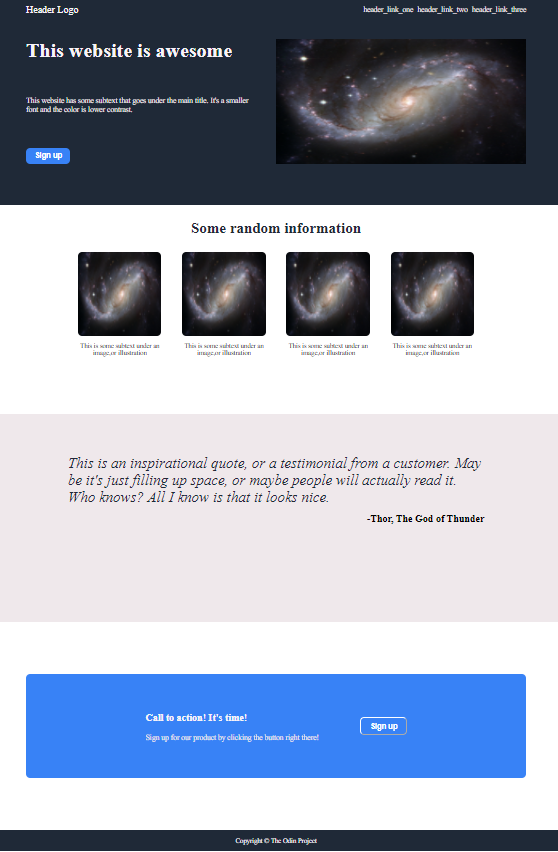 Header Logo
header_link_one header_link_two header_link_three
This website is awesome
This website has some subtext that goes under the main title. It's a smaller
font and the color is lower contrast.
Sign up
Some random information
This is some subtext under an
image,or illustration
This is some subtext under an
image,or illustration
This is some subtext under an
image,or illustration
This is some subtext under an
image,or illustration
This is an inspirational quote, or a testimonial from a customer. May
be it's just filling up space, or maybe people will actually read it.
Who knows? All I know is that it looks nice.
-Thor, The God of Thunder
Call to action! It's time!
Sign up for our product by clicking the button right there!
Sign up
Copyright © The Odin Project